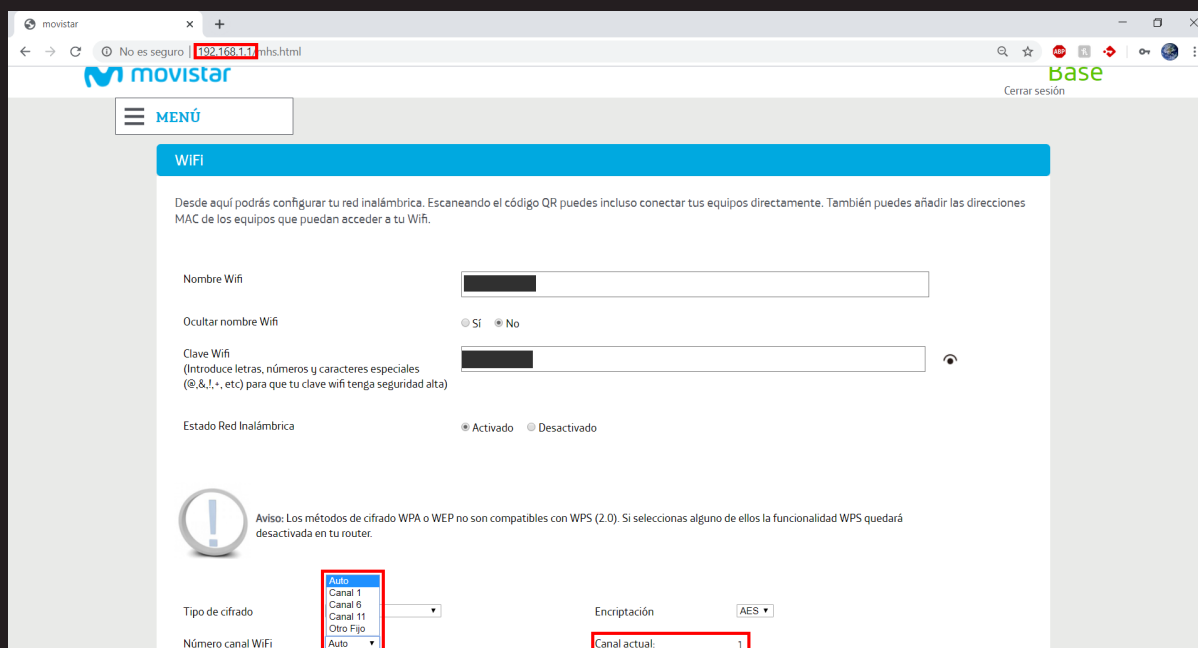 movistar
No es seguro | 192.168.1.1/mhs.html
ABP
movistar
Base
Cerrar sesión
MENÚ
WiFi
Desde aquí podrás configurar tu red inalámbrica. Escaneando el código QR puedes incluso conectar tus equipos directamente. También puedes añadir las direcciones
MAC de los equipos que puedan acceder a tu Wifi.
Nombre Wifi
Ocultar nombre Wifi
Sí
No
Clave Wifi
(Introduce letras, números y caracteres especiales
(@,&,!,+, etc) para que tu clave wifi tenga seguridad alta)
Estado Red Inalámbrica
Activado
Desactivado
Aviso: Los métodos de cifrado WPA o WEP no son compatibles con WPS (2.0). Si seleccionas alguno de ellos la funcionalidad WPS quedará
desactivada en tu router.
Auto
Canal 1
Canal 6
Canal 11
Otro Fijo
Tipo de cifrado
Encriptación
AES
Número canal WiFi
Auto
Canal actual:
1